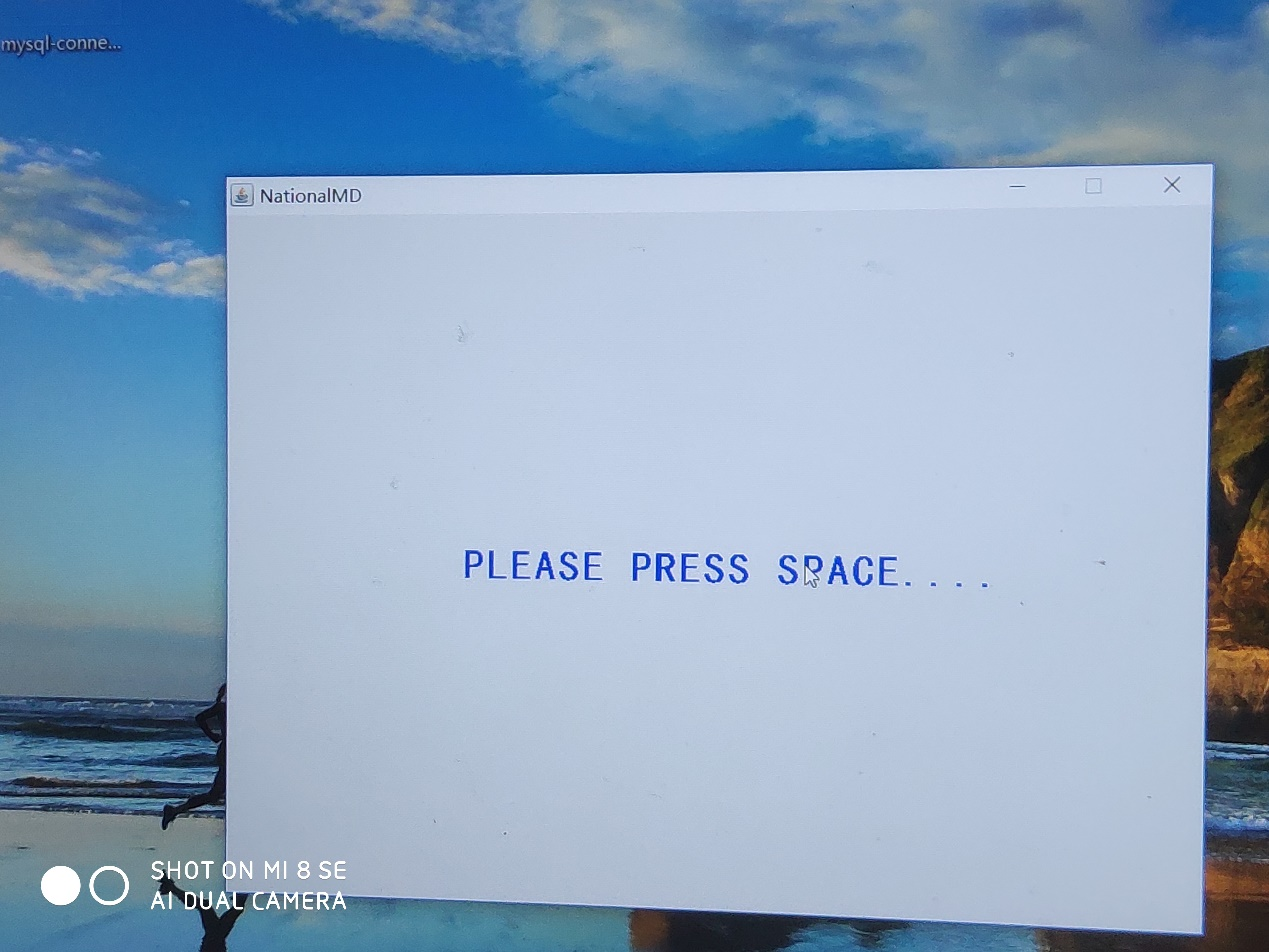 mysql-conne...
NationalMD
PLEASE PRESS SPACE....
SHOT ON MI 8 SE
AI DUAL CAMERA